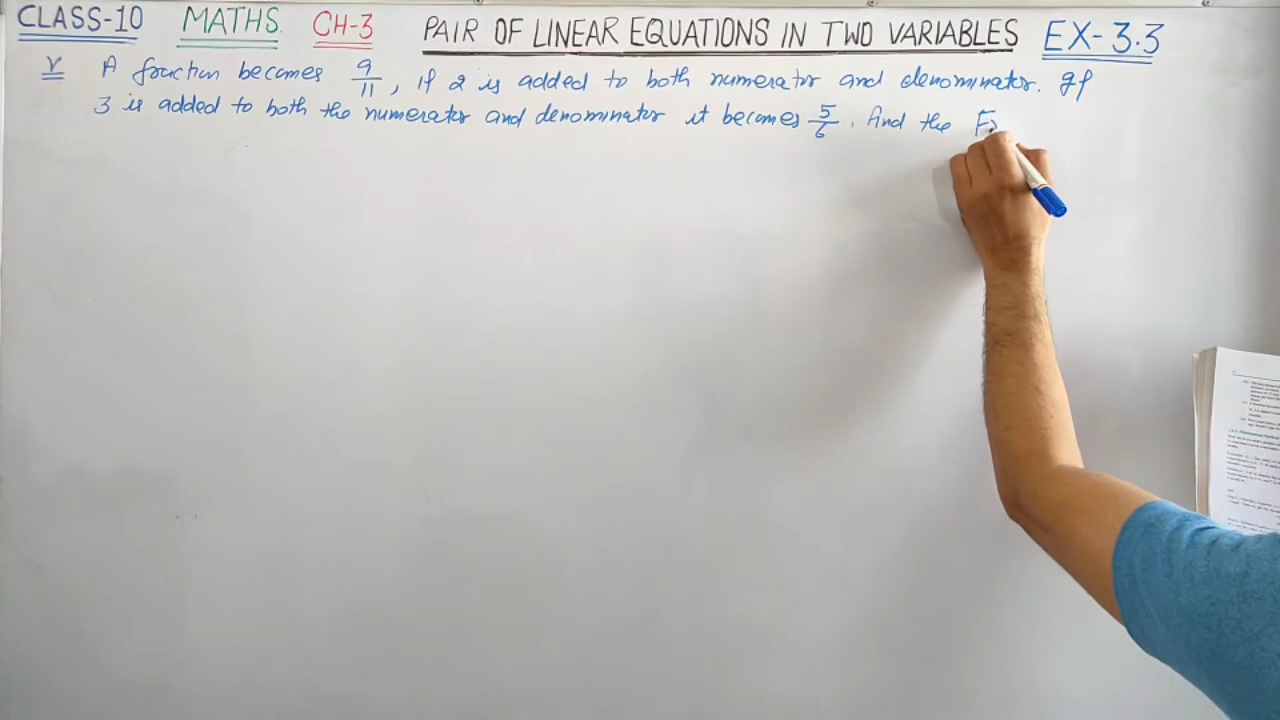 CLASS-10 MATHS. CH-3 PAIR OF LINEAR EQUATIONS IN TWO VARIABLES EX-3.3
V A fraction becomes 9/11, if 2 is added to both numerator and denominator. If
3 is added to both the numerator and denominator it becomes 5/6. Find the